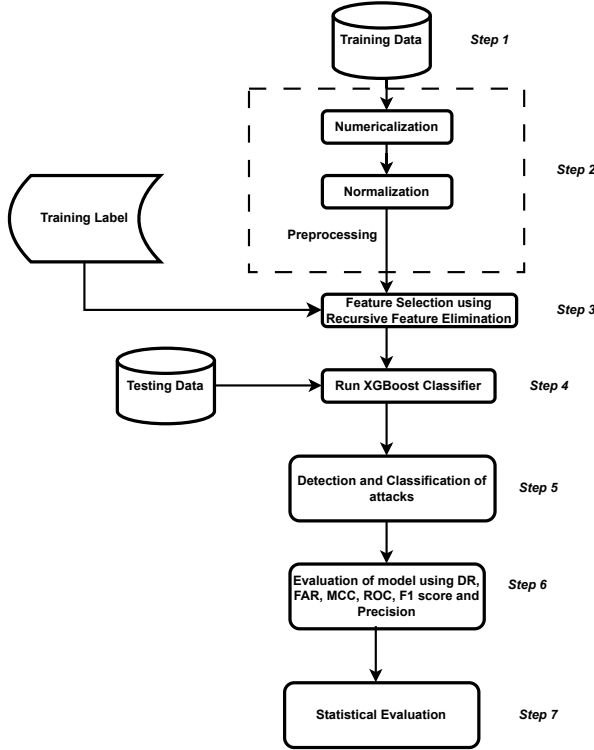 Training Data
Step 1
Numericalization
Step 2
Normalization
Training Label
Preprocessing
Feature Selection using
Recursive Feature Elimination
Step 3
Testing Data
Run XGBoost Classifier
Step 4
Detection and Classification of
attacks
Step 5
Evaluation of model using DR,
FAR, MCC, ROC, F1 score and
Precision
Step 6
Statistical Evaluation
Step 7